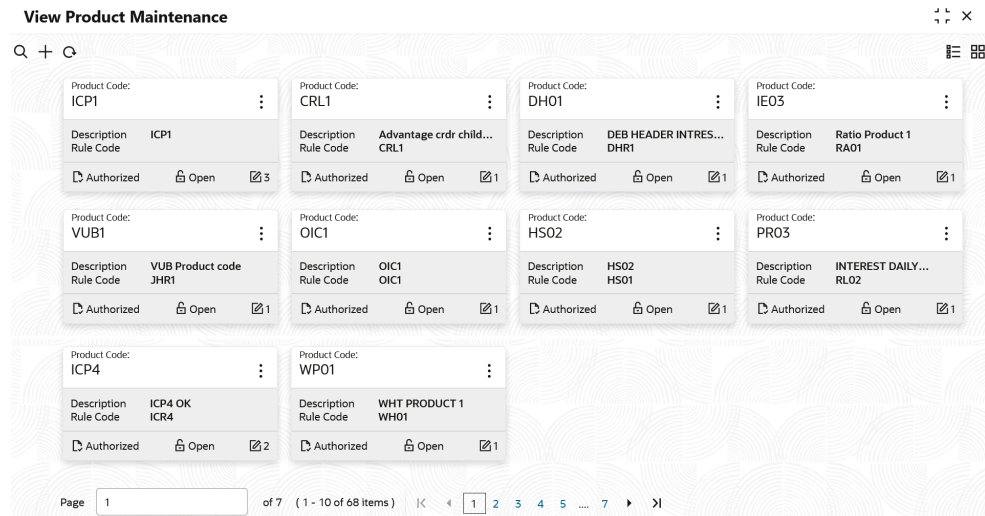 View Product Maintenance
Product Code:
ICP1
Description ICP1
Rule Code
Authorized Open 3
Product Code:
CRL1
Description Advantage crdr child...
Rule Code CRL1
Authorized Open 1
Product Code:
DH01
Description DEB HEADER INTRES...
Rule Code DHR1
Authorized Open 1
Product Code:
IE03
Description Ratio Product 1
Rule Code RA01
Authorized Open 1
Product Code:
VUB1
Description VUB Product code
Rule Code JHR1
Authorized Open 1
Product Code:
OIC1
Description OIC1
Rule Code OIC1
Authorized Open 1
Product Code:
HS02
Description HS02
Rule Code HS01
Authorized Open 1
Product Code:
PR03
Description INTEREST DAILY...
Rule Code RL02
Authorized Open 1
Product Code:
ICP4
Description ICP4 OK
Rule Code ICR4
Authorized Open 2
Product Code:
WP01
Description WHT PRODUCT 1
Rule Code WH01
Authorized Open 1
Page 1 of 7 ( 1 - 10 of 68 items ) 1 2 3 4 5 .... 7